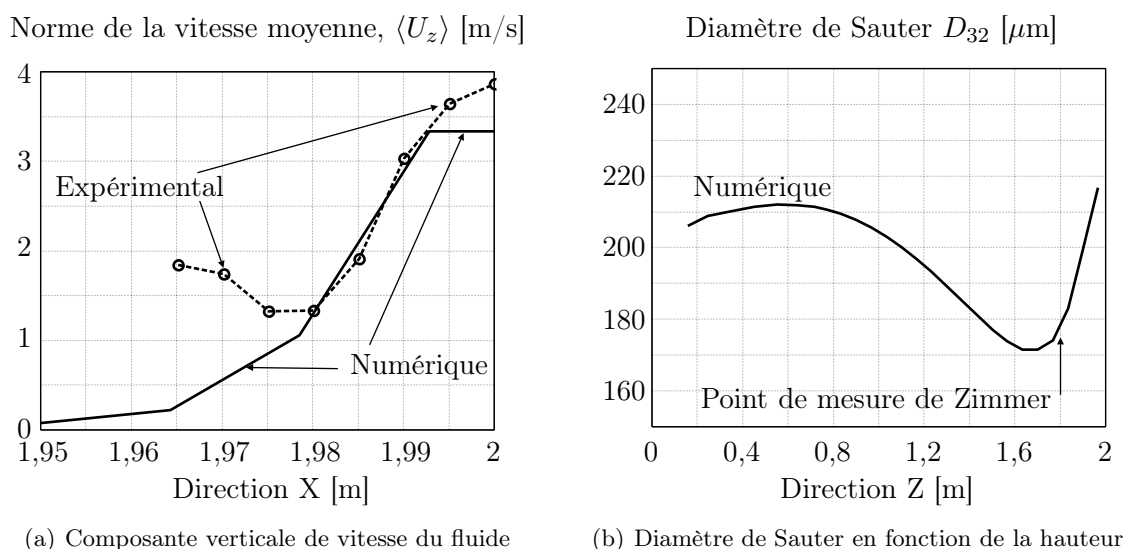 Norme de la vitesse moyenne, ⟨U_z⟩ [m/s]
4
3
2
1
0
Expérimental
Numérique
1,95 1,96 1,97 1,98 1,99 2
Direction X [m]
(a) Composante verticale de vitesse du fluide
Diamètre de Sauter D_32 [μm]
240
220
200
180
160
Numérique
Point de mesure de Zimmer
0 0,4 0,8 1,2 1,6 2
Direction Z [m]
(b) Diamètre de Sauter en fonction de la hauteur